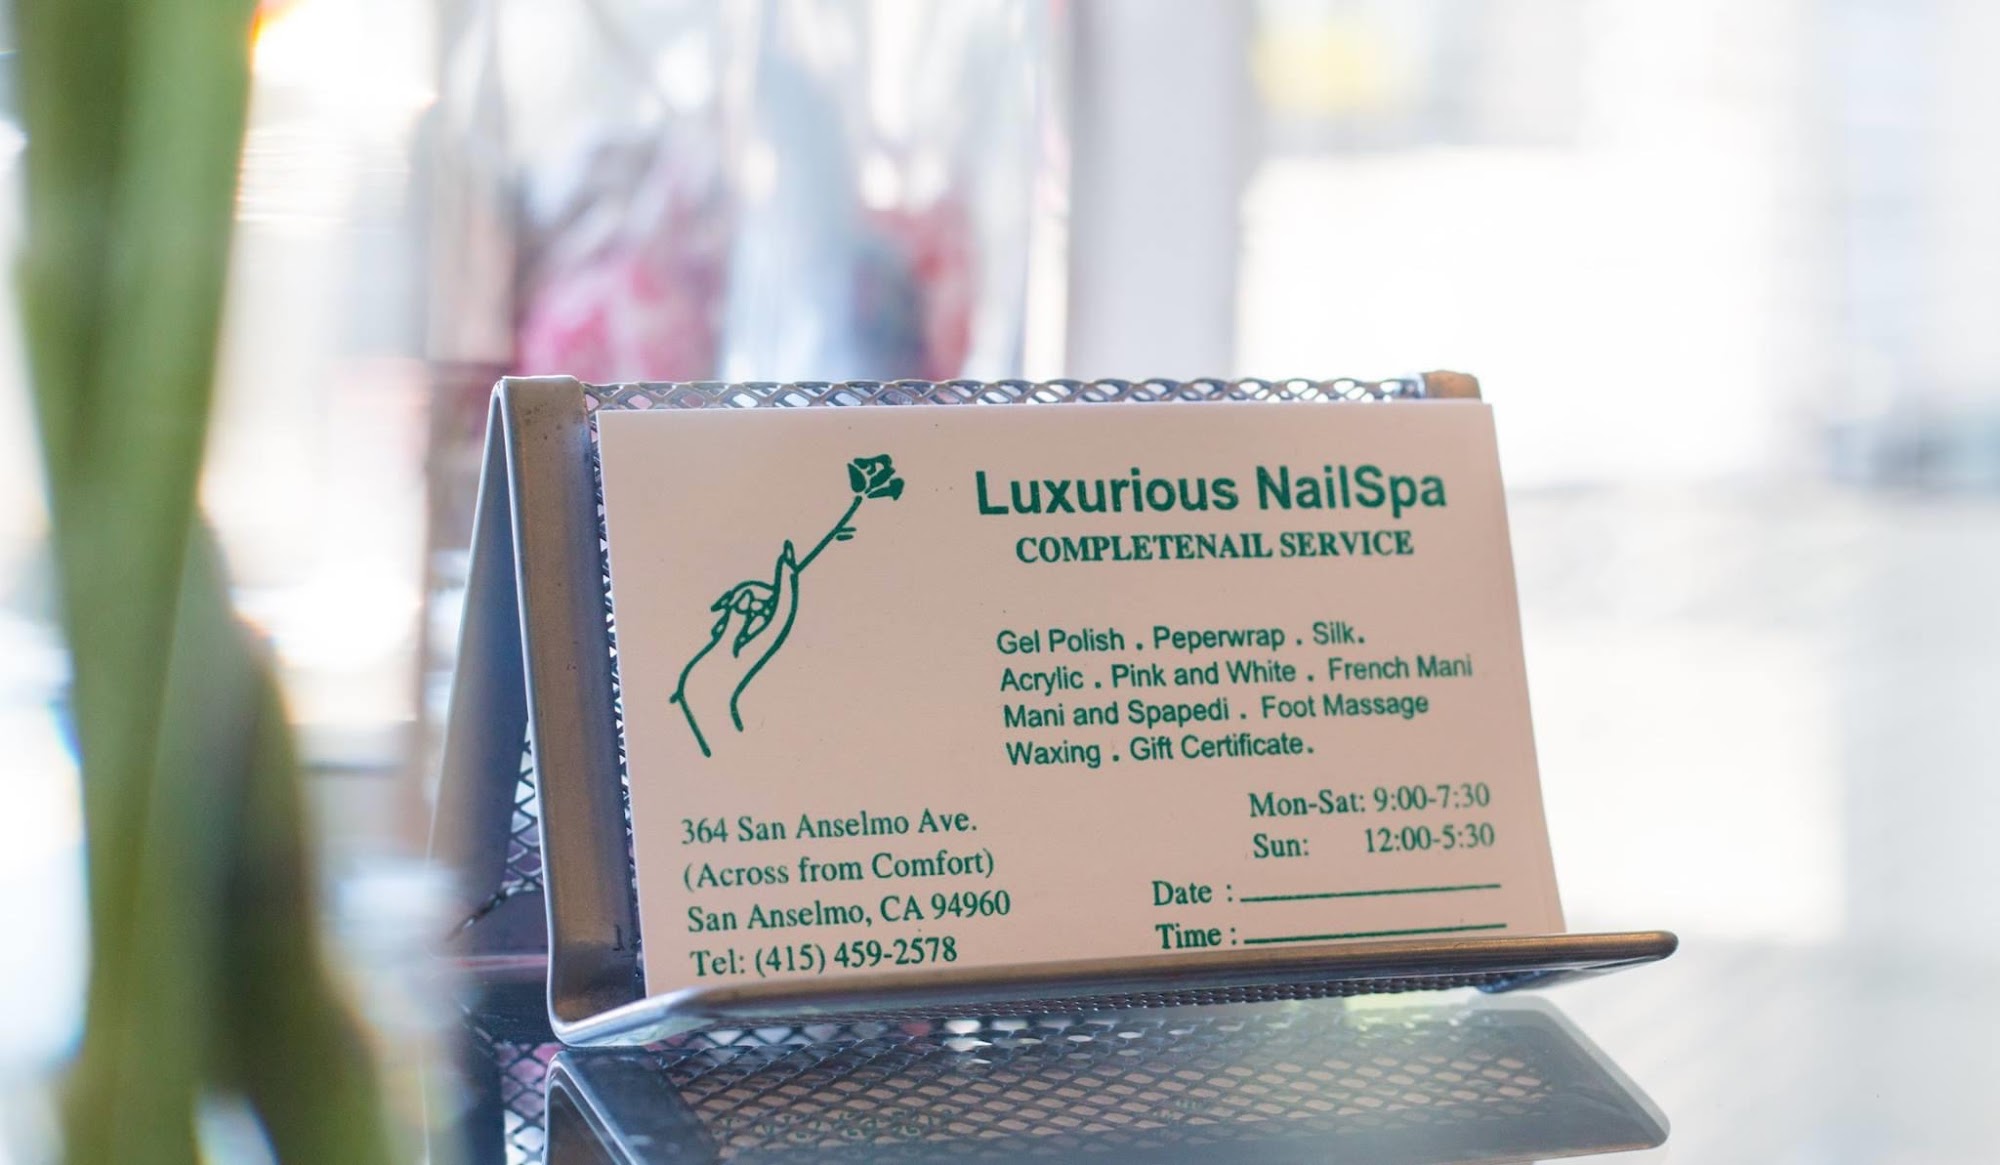 Luxurious NailSpa
COMPLETENAIL SERVICE
Gel Polish . Peperwrap . Silk.
Acrylic . Pink and White . French Mani
Mani and Spapedi . Foot Massage
Waxing . Gift Certificate.
364 San Anselmo Ave.
(Across from Comfort)
San Anselmo, CA 94960
Tel: (415) 459-2578
Mon-Sat: 9:00-7:30
Sun: 12:00-5:30
Date :
Time :